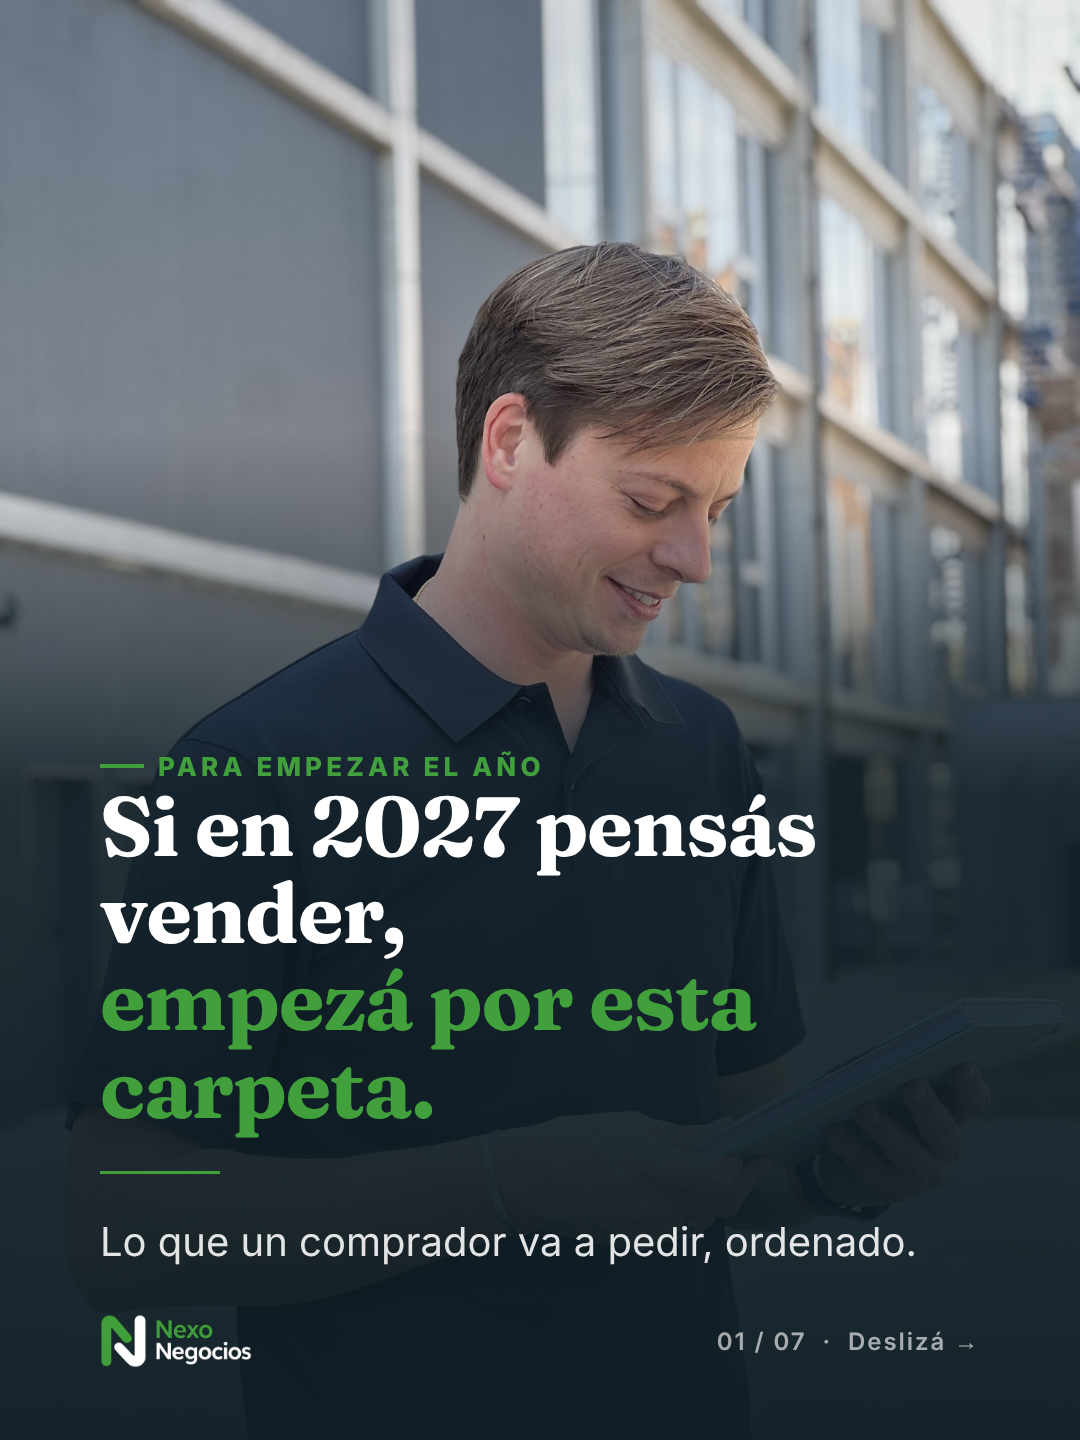 PARA EMPEZAR EL AÑO
Si en 2027 pensás
vender,
empezá por esta
carpeta.
Lo que un comprador va a pedir, ordenado.
Nexo
Negocios
01 / 07 · Deslizá →